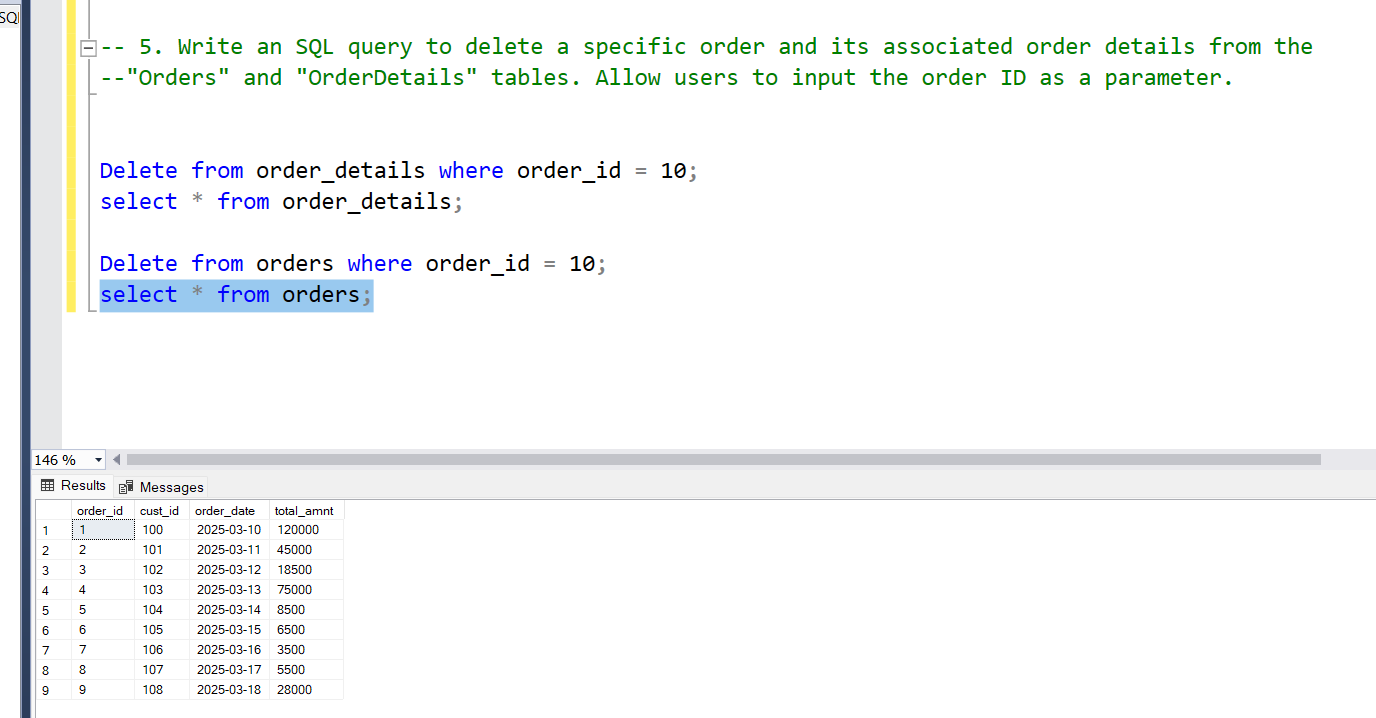 SQL
-- 5. Write an SQL query to delete a specific order and its associated order details from the
--"Orders" and "OrderDetails" tables. Allow users to input the order ID as a parameter.
Delete from order_details where order_id = 10;
select * from order_details;
Delete from orders where order_id = 10;
select * from orders;
146 %
Results Messages
order_id cust_id order_date total_amnt
1 1 100 2025-03-10 120000
2 2 101 2025-03-11 45000
3 3 102 2025-03-12 18500
4 4 103 2025-03-13 75000
5 5 104 2025-03-14 8500
6 6 105 2025-03-15 6500
7 7 106 2025-03-16 3500
8 8 107 2025-03-17 5500
9 9 108 2025-03-18 28000